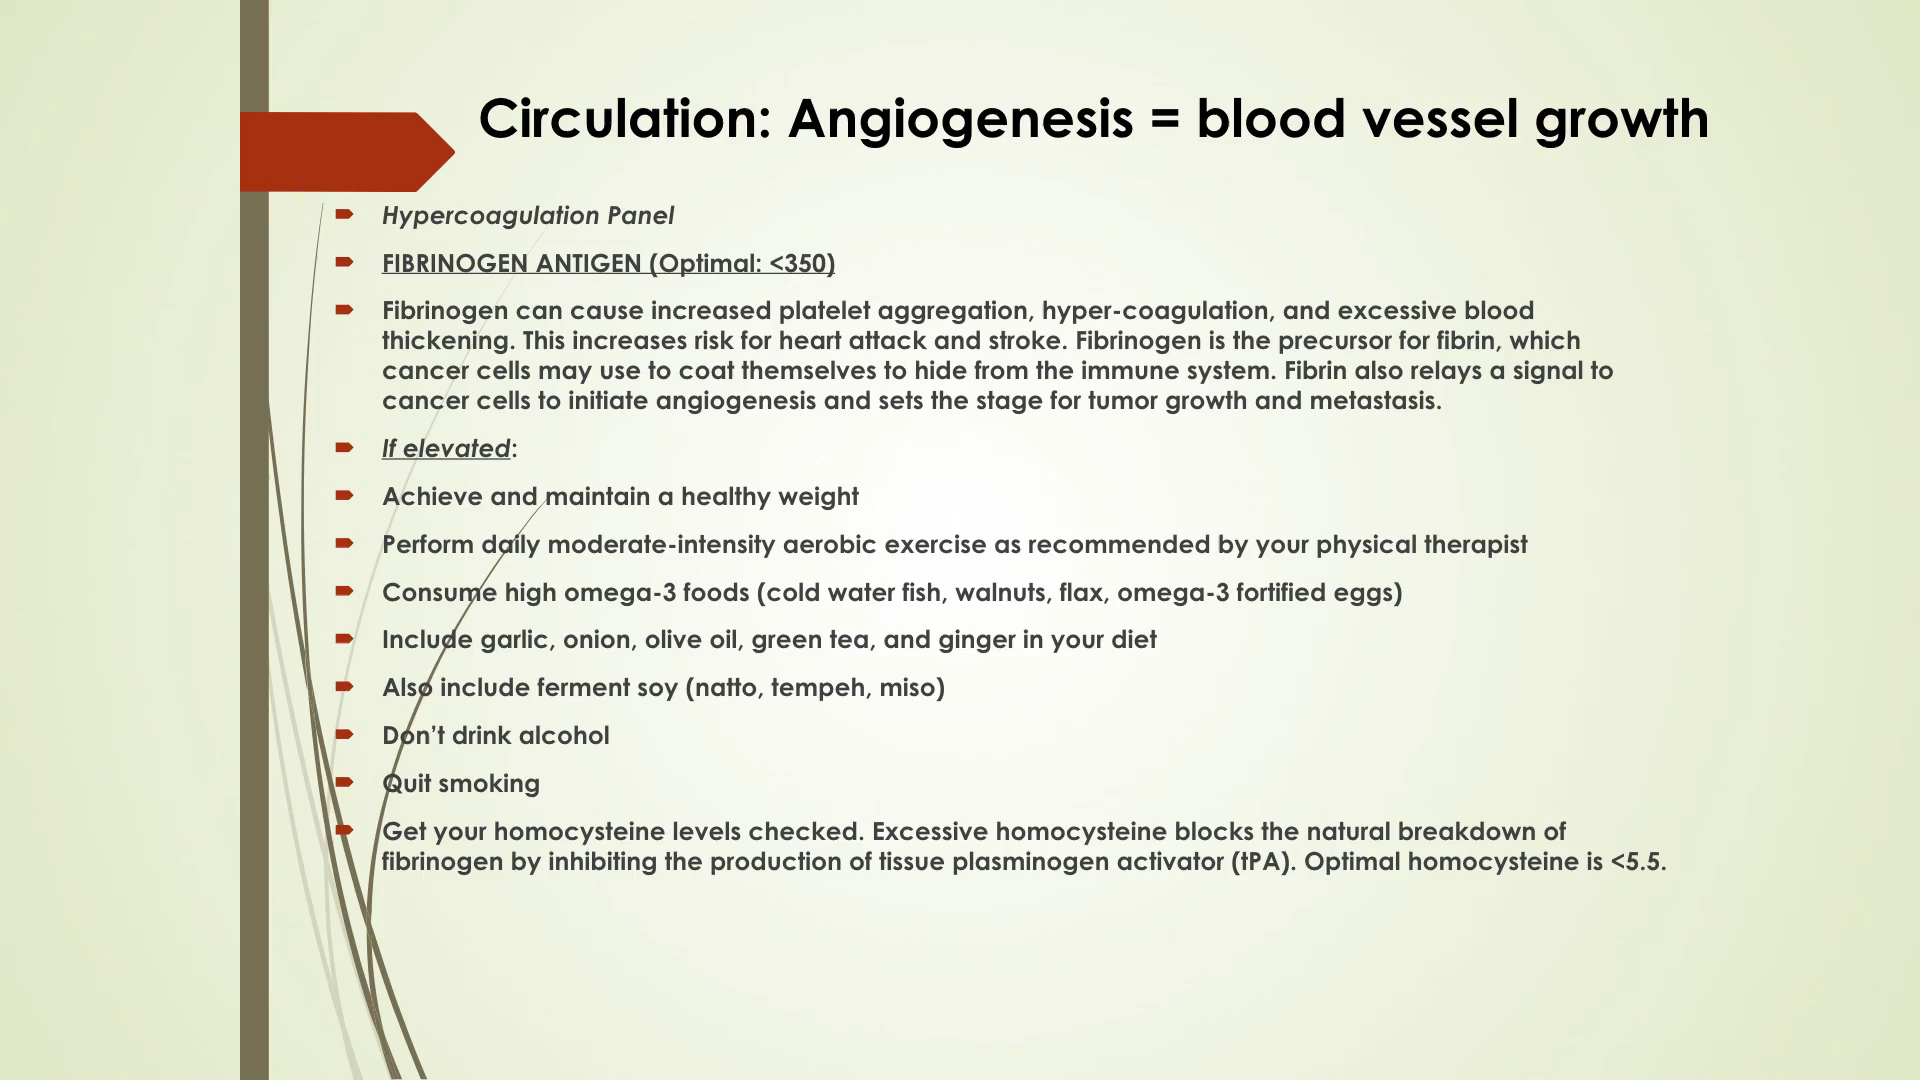 Circulation: Angiogenesis = blood vessel growth
Hypercoagulation Panel
FIBRINOGEN ANTIGEN (Optimal: <350)
Fibrinogen can cause increased platelet aggregation, hyper-coagulation, and excessive blood
thickening. This increases risk for heart attack and stroke. Fibrinogen is the precursor for fibrin, which
cancer cells may use to coat themselves to hide from the immune system. Fibrin also relays a signal to
cancer cells to initiate angiogenesis and sets the stage for tumor growth and metastasis.
If elevated:
Achieve and maintain a healthy weight
Perform daily moderate-intensity aerobic exercise as recommended by your physical therapist
Consume high omega-3 foods (cold water fish, walnuts, flax, omega-3 fortified eggs)
Include garlic, onion, olive oil, green tea, and ginger in your diet
Also include ferment soy (natto, tempeh, miso)
Don’t drink alcohol
Quit smoking
Get your homocysteine levels checked. Excessive homocysteine blocks the natural breakdown of
fibrinogen by inhibiting the production of tissue plasminogen activator (tPA). Optimal homocysteine is <5.5.